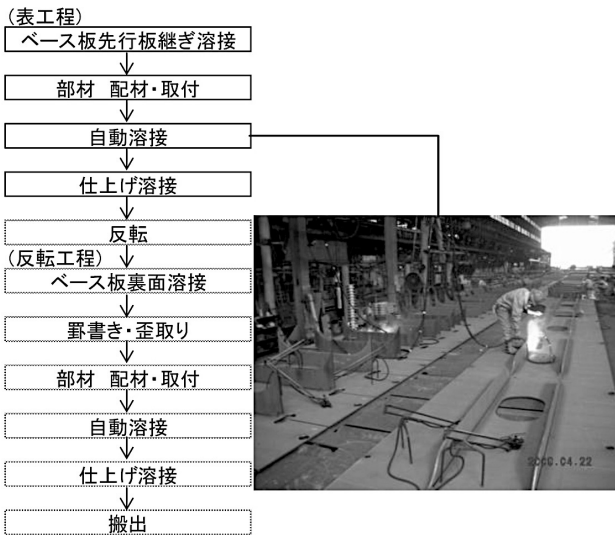 (表工程)
ベース板先行板継ぎ溶接
部材 配材・取付
自動溶接
仕上げ溶接
反転
(反転工程)
ベース板裏面溶接
罫書き・歪取り
部材 配材・取付
自動溶接
仕上げ溶接
搬出
2009.04.22